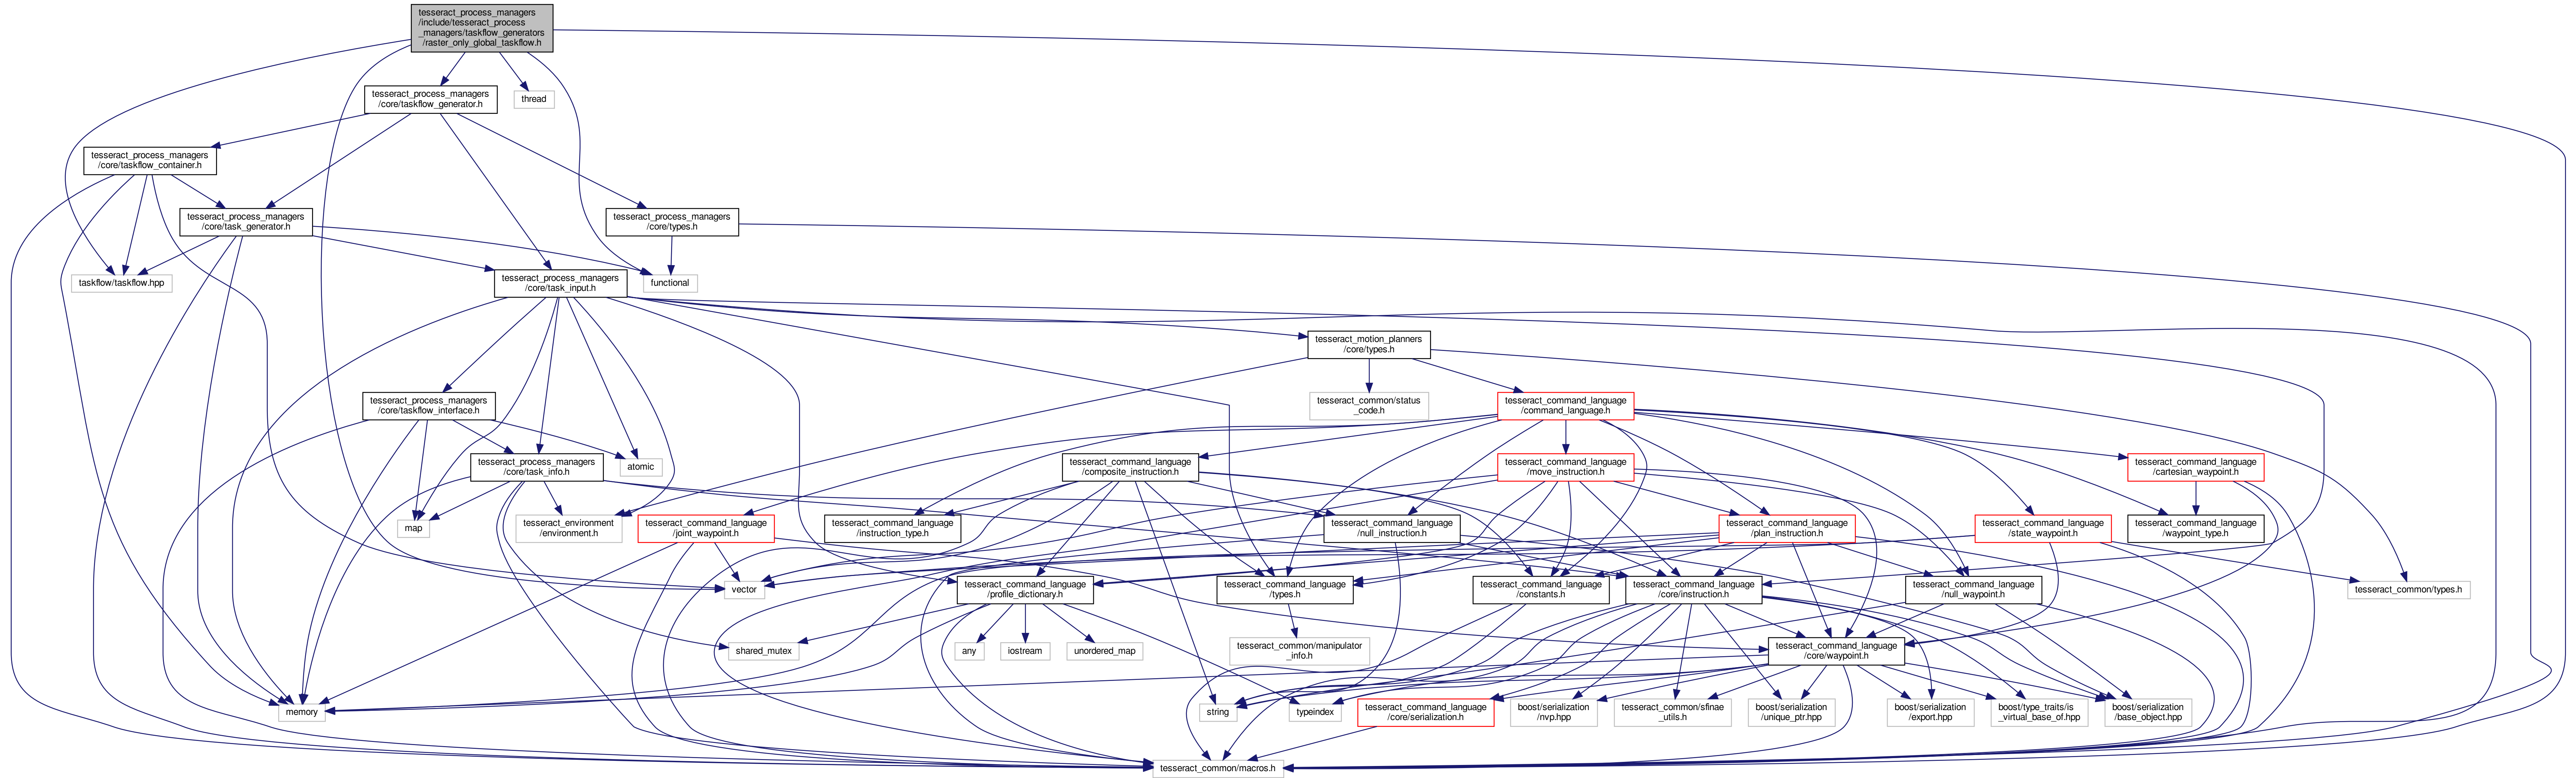 tesseract_process_managers
/include/tesseract_process
_managers/taskflow_generators
/raster_only_global_taskflow.h
tesseract_process_managers
/core/taskflow_generator.h
thread
tesseract_process_managers
/core/taskflow_container.h
tesseract_process_managers
/core/task_generator.h
tesseract_process_managers
/core/types.h
taskflow/taskflow.hpp
tesseract_process_managers
/core/task_input.h
functional
tesseract_motion_planners
/core/types.h
tesseract_process_managers
/core/taskflow_interface.h
tesseract_common/status
_code.h
tesseract_command_language
/command_language.h
tesseract_process_managers
/core/task_info.h
atomic
tesseract_command_language
/composite_instruction.h
tesseract_command_language
/move_instruction.h
tesseract_command_language
/cartesian_waypoint.h
map
tesseract_environment
/environment.h
tesseract_command_language
/joint_waypoint.h
tesseract_command_language
/instruction_type.h
tesseract_command_language
/null_instruction.h
tesseract_command_language
/plan_instruction.h
tesseract_command_language
/state_waypoint.h
tesseract_command_language
/waypoint_type.h
vector
tesseract_command_language
/profile_dictionary.h
tesseract_command_language
/types.h
tesseract_command_language
/constants.h
tesseract_command_language
/core/instruction.h
tesseract_command_language
/null_waypoint.h
tesseract_common/types.h
shared_mutex
any
iostream
unordered_map
tesseract_common/manipulator
_info.h
tesseract_command_language
/core/waypoint.h
memory
string
typeindex
tesseract_command_language
/core/serialization.h
boost/serialization
/nvp.hpp
tesseract_common/sfinae
_utils.h
boost/serialization
/unique_ptr.hpp
boost/serialization
/export.hpp
boost/type_traits/is
_virtual_base_of.hpp
boost/serialization
/base_object.hpp
tesseract_common/macros.h